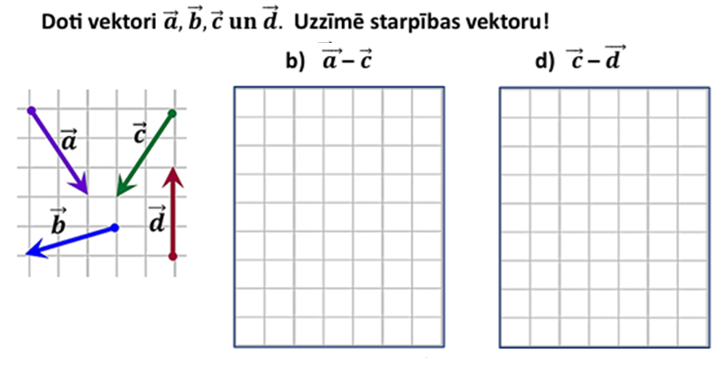 Doti vektori a⃗, b⃗, c⃗ un d⃗. Uzzīmē starpības vektoru!
b) a⃗ – c⃗
d) c⃗ – d⃗
a⃗
c⃗
b⃗
d⃗